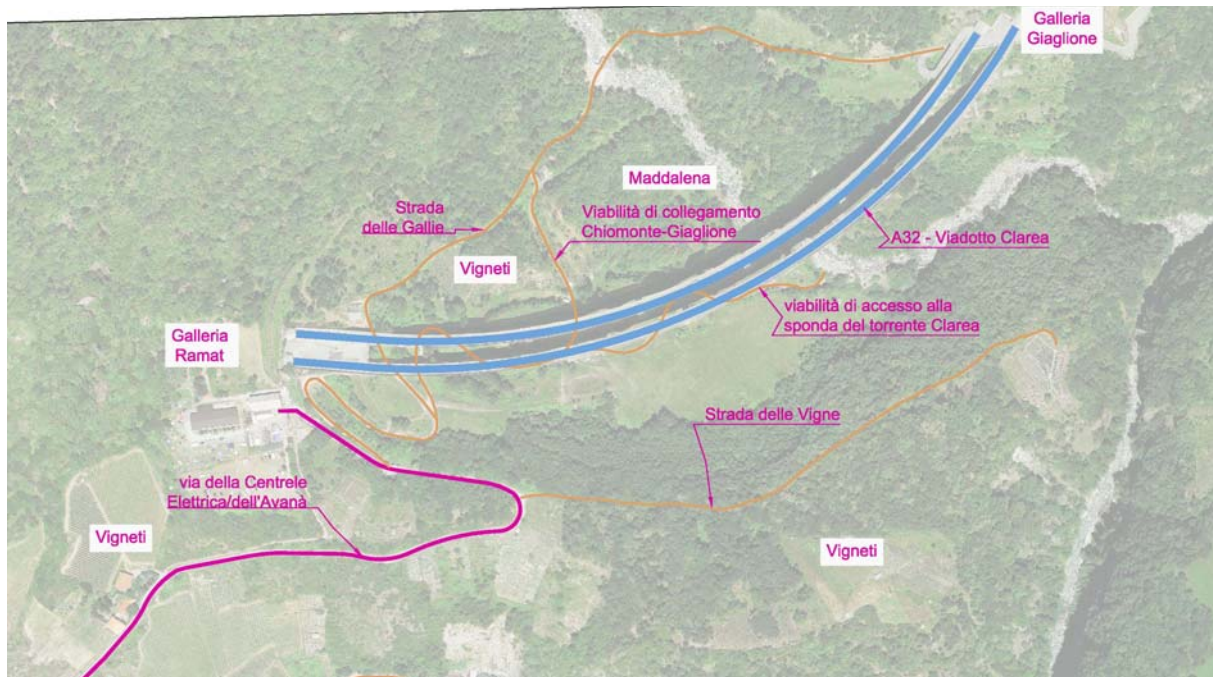 Galleria
Giaglione
Maddalena
Strada
delle Gallie
Viabilità di collegamento
Chiomonte-Giaglione
A32 - Viadotto Clarea
Vigneti
viabilità di accesso alla
sponda del torrente Clarea
Galleria
Ramat
Strada delle Vigne
via della Centrele
Elettrica/dell'Avanà
Vigneti
Vigneti